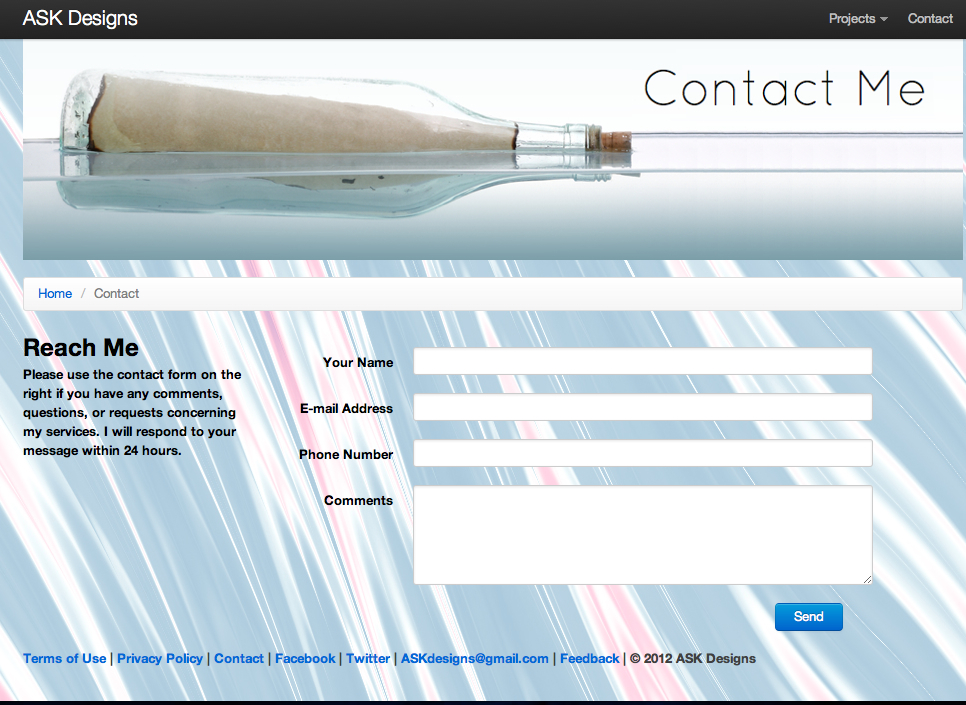 ASK Designs
Projects
Contact
Contact Me
Home / Contact
Reach Me
Please use the contact form on the
right if you have any comments,
questions, or requests concerning
my services. I will respond to your
message within 24 hours.
Your Name
E-mail Address
Phone Number
Comments
Send
Terms of Use | Privacy Policy | Contact | Facebook | Twitter | ASKdesigns@gmail.com | Feedback | © 2012 ASK Designs